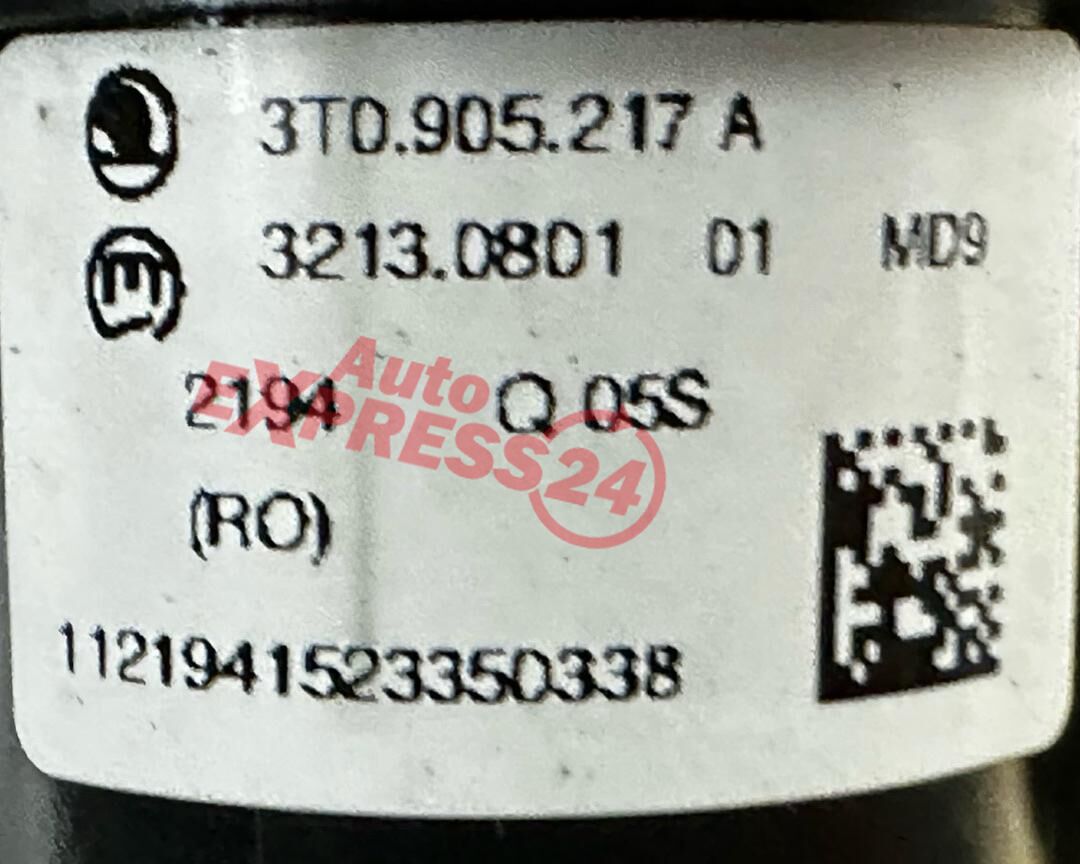 3T0.905.217 A
3213.0801 01 MD9
2194 Q 05S
(RO)
1121941523350338
Auto
EXPRESS24